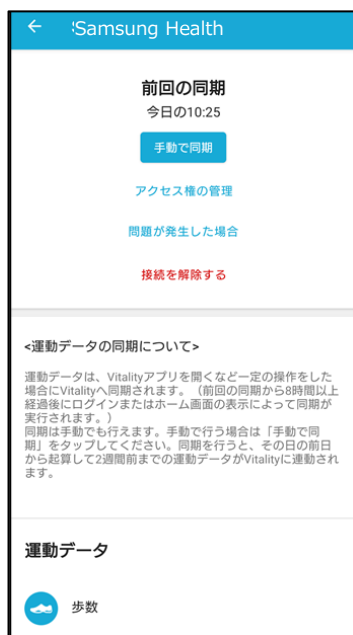 Samsung Health
前回の同期
今日の10:25
手動で同期
アクセス権の管理
問題が発生した場合
接続を解除する
<運動データの同期について>
運動データは、Vitalityアプリを開くなど一定の操作をした
場合にVitalityへ同期されます。（前回の同期から8時間以上
経過後にログインまたはホーム画面の表示によって同期が
実行されます。）
同期は手動でも行えます。手動で行う場合は「手動で同
期」をタップしてください。同期を行うと、その日の前日
から起算して2週間前までの運動データがVitalityに連動され
ます。
運動データ
歩数